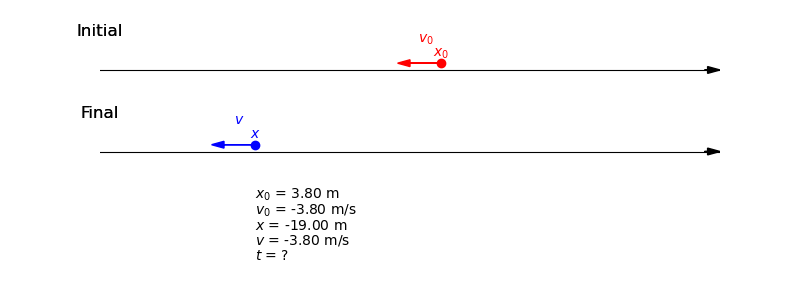 Initial
v₀
x₀
Final
v
x
x₀ = 3.80 m
v₀ = -3.80 m/s
x = -19.00 m
v = -3.80 m/s
t = ?